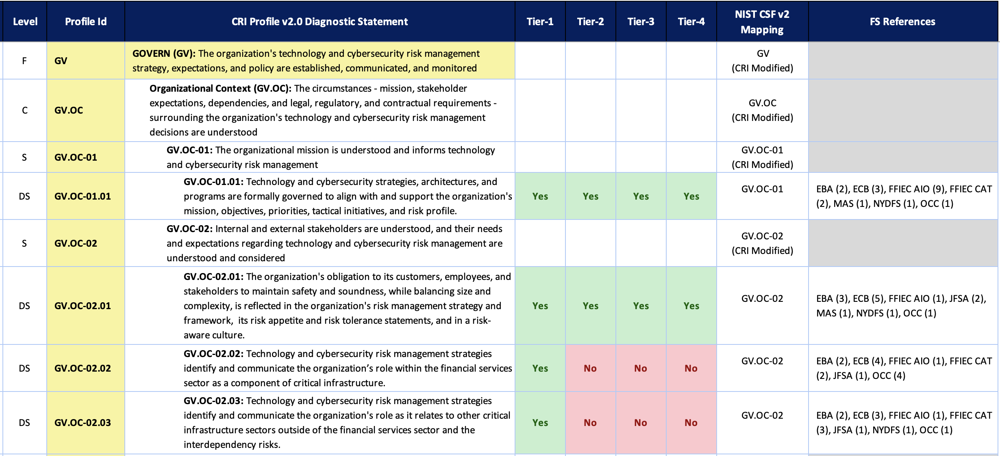 Level Profile Id CRI Profile v2.0 Diagnostic Statement Tier-1 Tier-2 Tier-3 Tier-4 NIST CSF v2 Mapping FS References
F GV GOVERN (GV): The organization's technology and cybersecurity risk management
strategy, expectations, and policy are established, communicated, and monitored
GV
(CRI Modified)
C GV.OC Organizational Context (GV.OC): The circumstances - mission, stakeholder
expectations, dependencies, and legal, regulatory, and contractual requirements -
surrounding the organization's technology and cybersecurity risk management
decisions are understood
GV.OC
(CRI Modified)
S GV.OC-01 GV.OC-01: The organizational mission is understood and informs technology
and cybersecurity risk management
GV.OC-01
(CRI Modified)
DS GV.OC-01.01 GV.OC-01.01: Technology and cybersecurity strategies, architectures, and
programs are formally governed to align with and support the organization's
mission, objectives, priorities, tactical initiatives, and risk profile.
Yes Yes Yes Yes GV.OC-01
EBA (2), ECB (3), FFIEC AIO (9), FFIEC CAT
(2), MAS (1), NYDFS (1), OCC (1)
S GV.OC-02 GV.OC-02: Internal and external stakeholders are understood, and their needs
and expectations regarding technology and cybersecurity risk management are
understood and considered
GV.OC-02
(CRI Modified)
DS GV.OC-02.01 GV.OC-02.01: The organization's obligation to its customers, employees, and
stakeholders to maintain safety and soundness, while balancing size and
complexity, is reflected in the organization's risk management strategy and
framework,  its risk appetite and risk tolerance statements, and in a risk-
aware culture.
Yes Yes Yes Yes GV.OC-02
EBA (3), ECB (5), FFIEC AIO (1), JFSA (2),
MAS (1), NYDFS (1), OCC (1)
DS GV.OC-02.02 GV.OC-02.02: Technology and cybersecurity risk management strategies
identify and communicate the organization’s role within the financial services
sector as a component of critical infrastructure.
Yes No No No GV.OC-02
EBA (2), ECB (4), FFIEC AIO (1), FFIEC CAT
(2), JFSA (1), OCC (4)
DS GV.OC-02.03 GV.OC-02.03: Technology and cybersecurity risk management strategies
identify and communicate the organization's role as it relates to other critical
infrastructure sectors outside of the financial services sector and the
interdependency risks.
Yes No No No GV.OC-02
EBA (2), ECB (3), FFIEC AIO (1), FFIEC CAT
(3), JFSA (1), NYDFS (1), OCC (1)